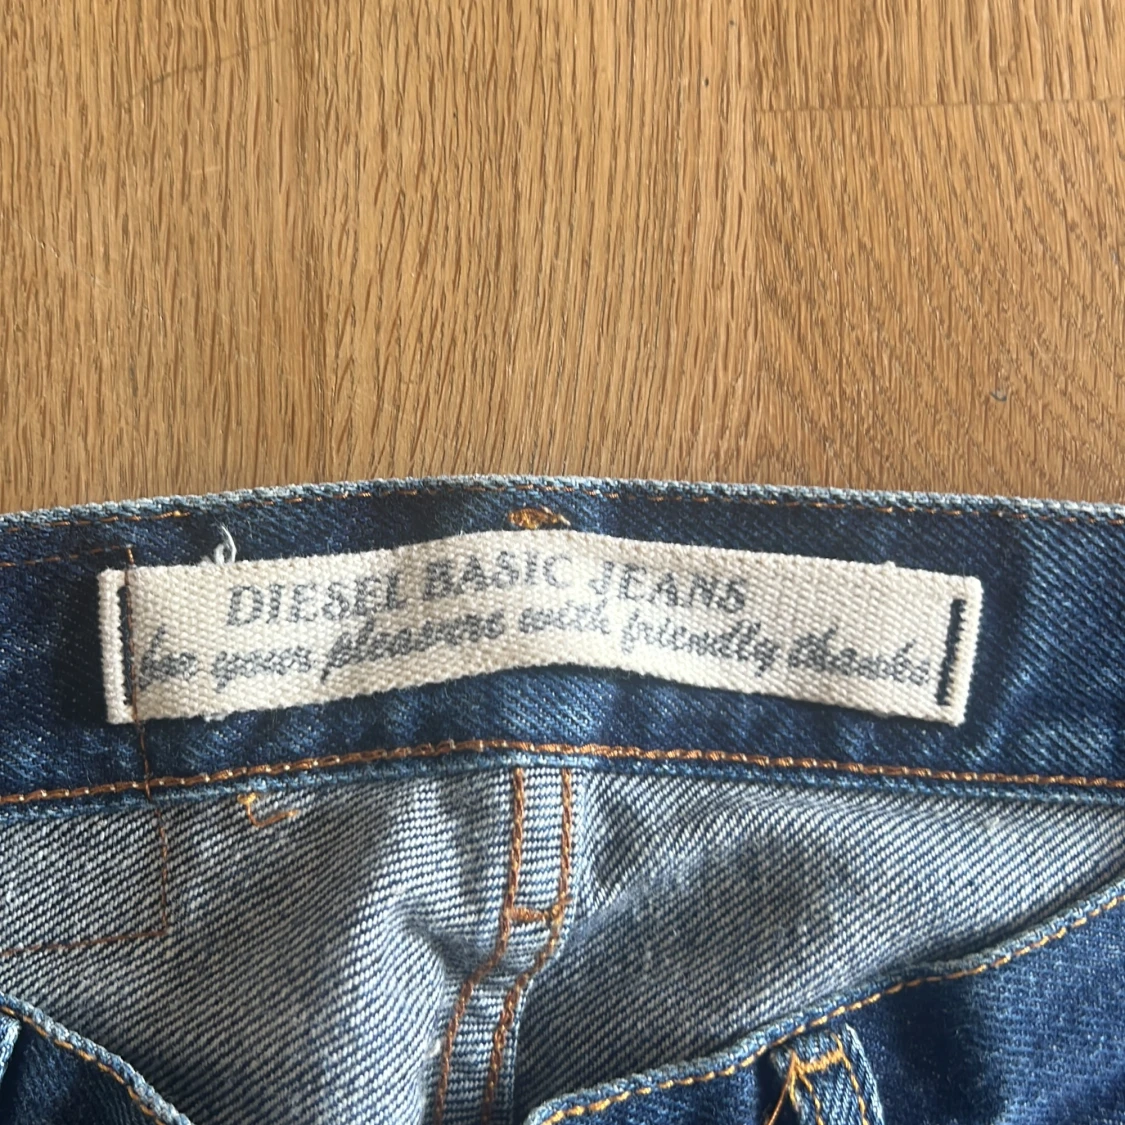 DIESEL BASIC JEANS
for your pleasure with friendly thanks